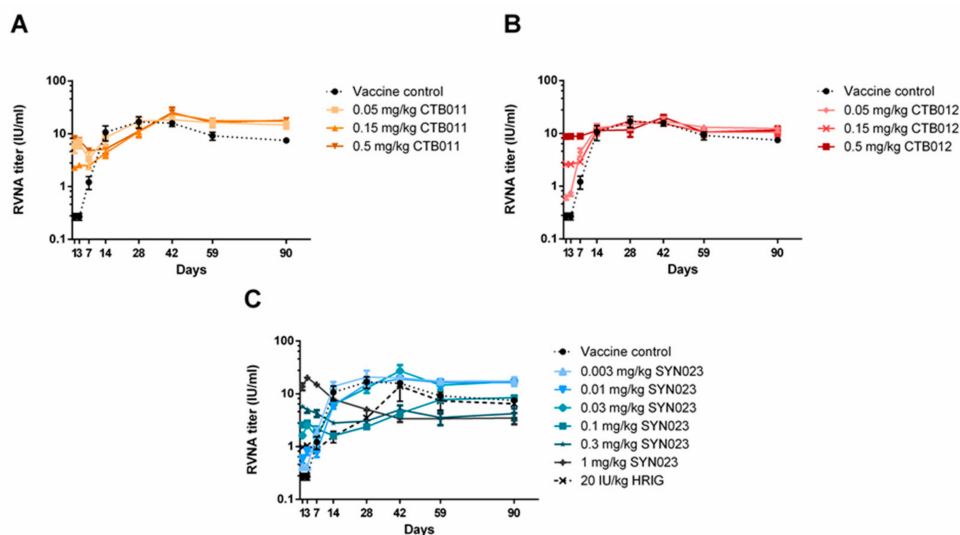 A
RVNA titer (IU/ml)
100
10
1
0.1
13 7 14 28 42 59 90
Days
Vaccine control
0.05 mg/kg CTB011
0.15 mg/kg CTB011
0.5 mg/kg CTB011
B
RVNA titer (IU/ml)
100
10
1
0.1
13 7 14 28 42 59 90
Days
Vaccine control
0.05 mg/kg CTB012
0.15 mg/kg CTB012
0.5 mg/kg CTB012
C
RVNA titer (IU/ml)
100
10
1
0.1
13 7 14 28 42 59 90
Days
Vaccine control
0.003 mg/kg SYN023
0.01 mg/kg SYN023
0.03 mg/kg SYN023
0.1 mg/kg SYN023
0.3 mg/kg SYN023
1 mg/kg SYN023
20 IU/kg HRIG